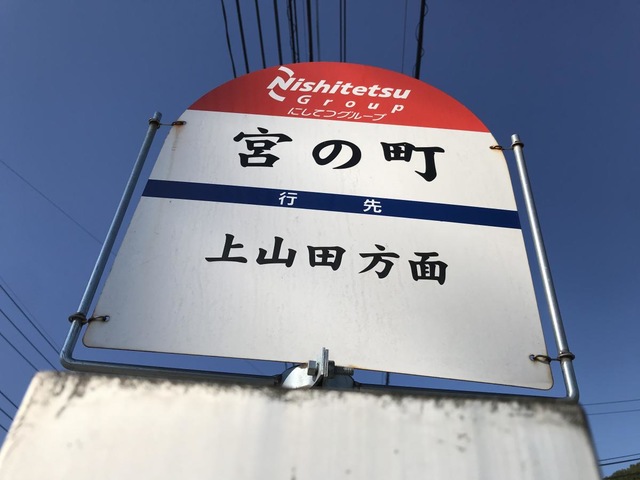 Nishitetsu
Group
にしてつグループ
宮の町
行先
上山田方面